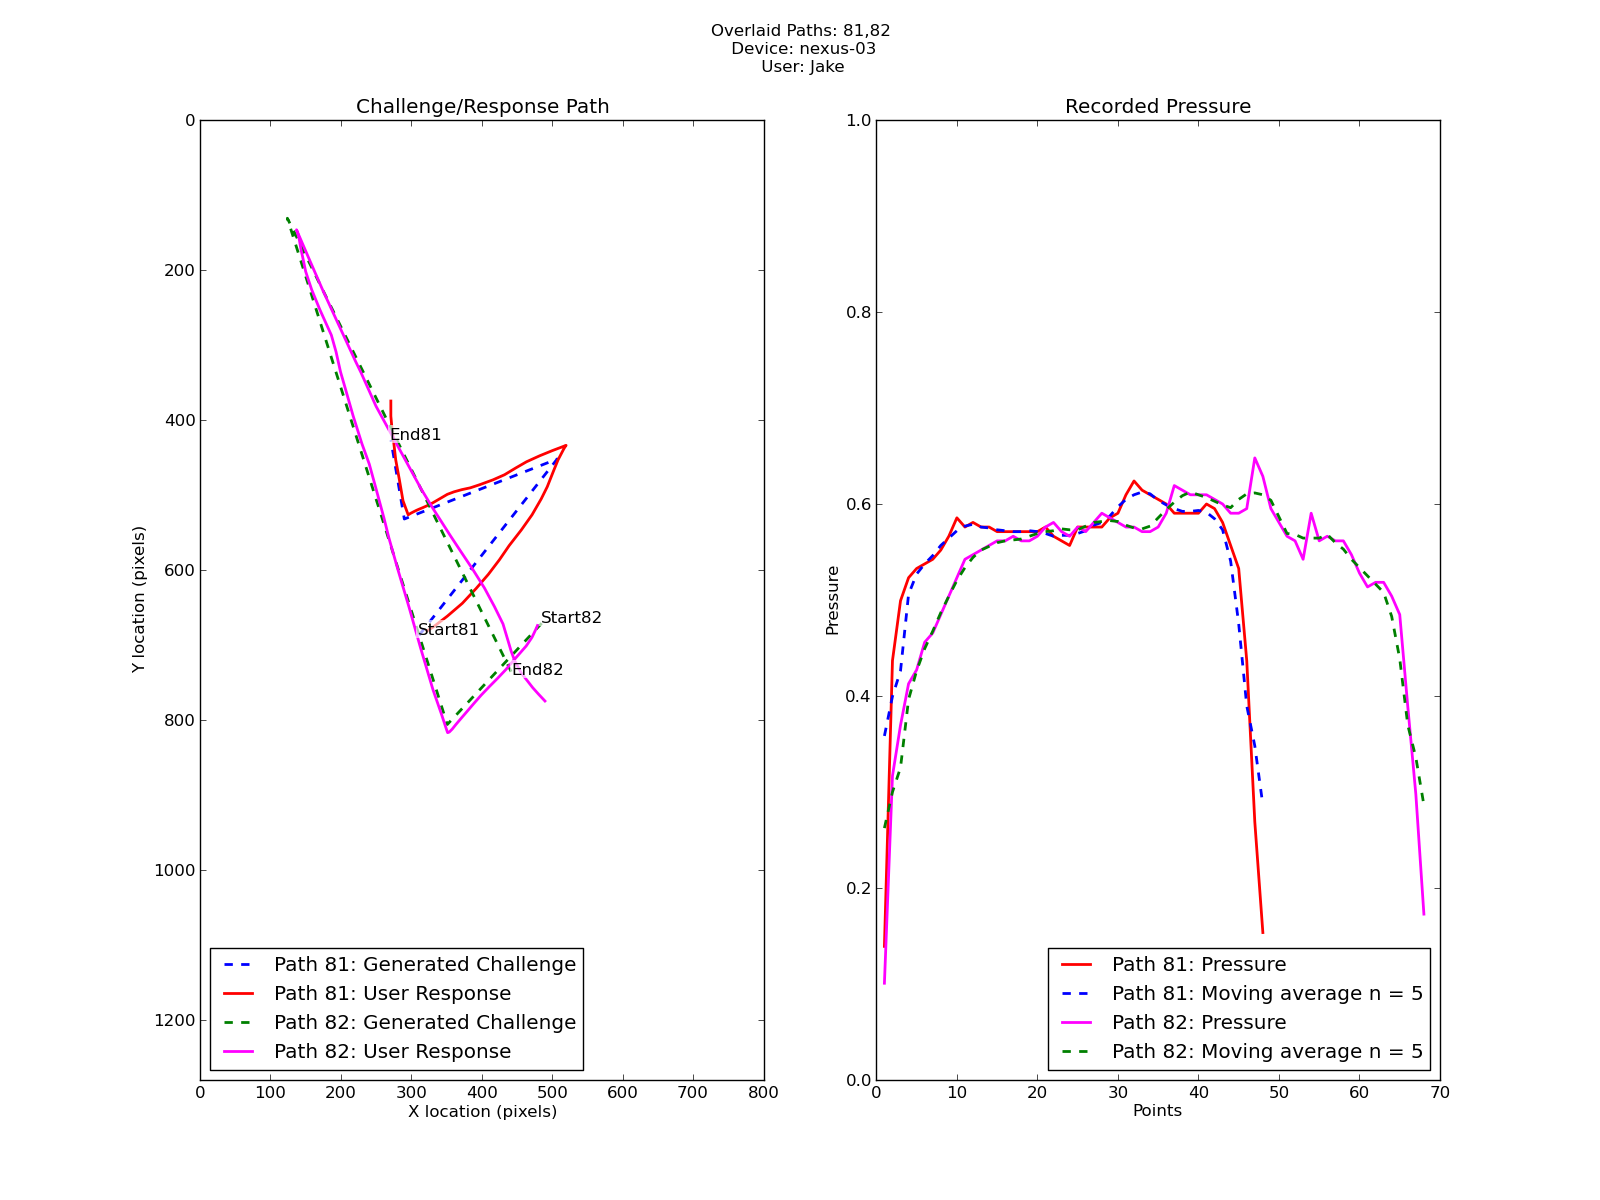 Overlaid Paths: 81,82
Device: nexus-03
User: Jake
Challenge/Response Path
0
200
400
600
800
1000
1200
Y location (pixels)
End81
Start81
Start82
End82
Path 81: Generated Challenge
Path 81: User Response
Path 82: Generated Challenge
Path 82: User Response
0 100 200 300 400 500 600 700 800
X location (pixels)
Recorded Pressure
1.0
0.8
0.6
0.4
0.2
0.0
Pressure
Path 81: Pressure
Path 81: Moving average n = 5
Path 82: Pressure
Path 82: Moving average n = 5
0 10 20 30 40 50 60 70
Points